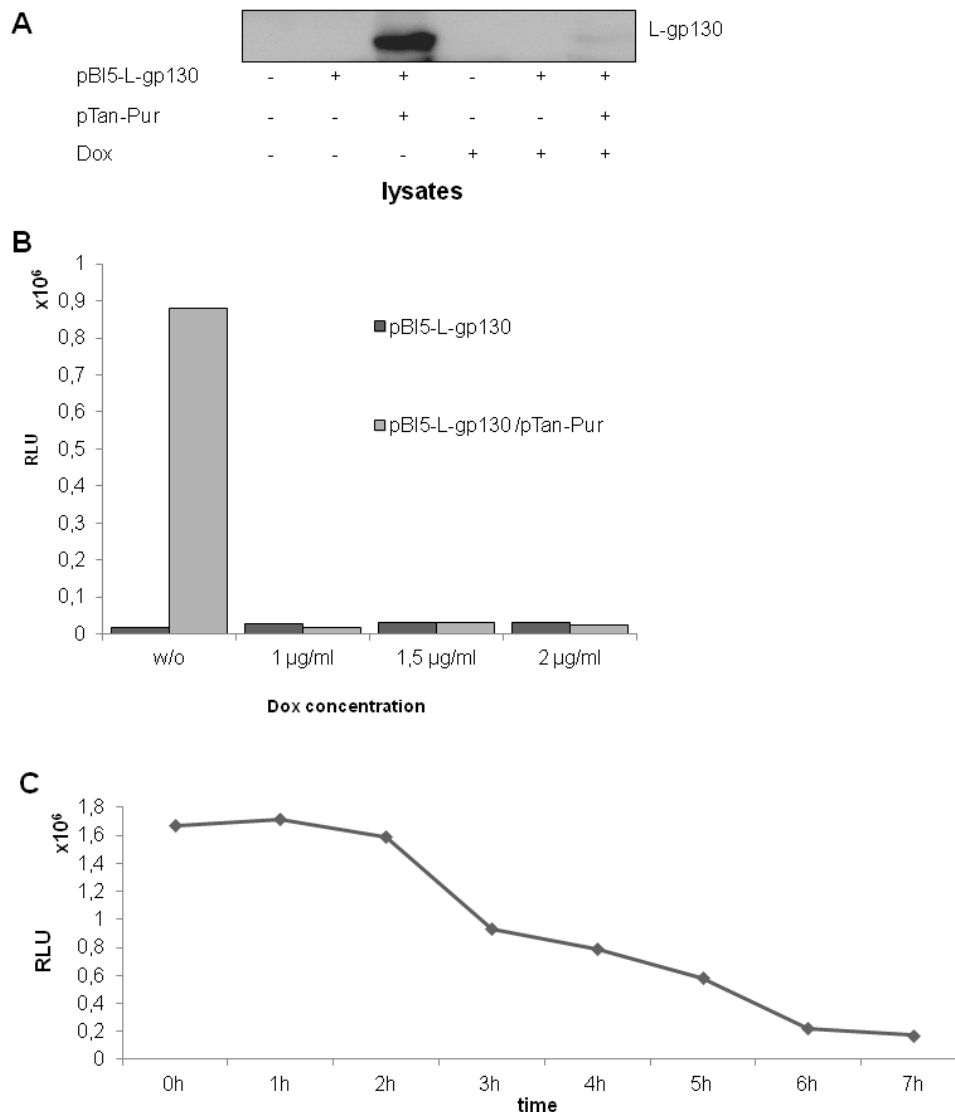 A
L-gp130
pBI5-L-gp130 - + + - + +
pTan-Pur - - + - - +
Dox - - - + + +
lysates
B
x10⁶
RLU
1
0,9
0,8
0,7
0,6
0,5
0,4
0,3
0,2
0,1
0
pBI5-L-gp130
pBI5-L-gp130/pTan-Pur
w/o 1 µg/ml 1,5 µg/ml 2 µg/ml
Dox concentration
C
x10⁶
RLU
1,8
1,6
1,4
1,2
1
0,8
0,6
0,4
0,2
0
0h 1h 2h 3h 4h 5h 6h 7h
time